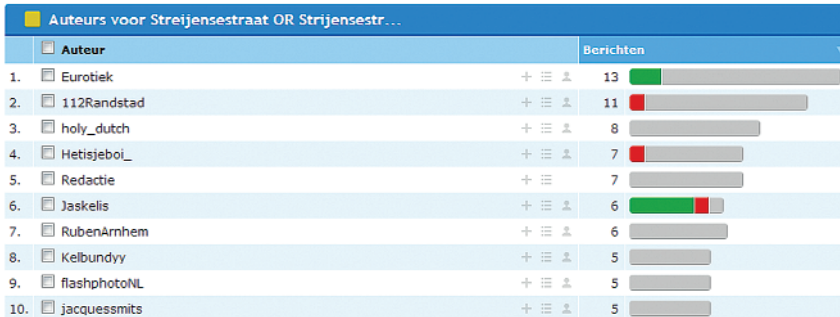 Auteurs voor Streijensestraat OR Strijensestr...
Auteur Berichten
1. Eurotiek 13
2. 112Randstad 11
3. holy_dutch 8
4. Hetisjeboi_ 7
5. Redactie 7
6. Jaskelis 6
7. RubenArnhem 6
8. Kelbundyy 5
9. flashphotoNL 5
10. jacquessmits 5